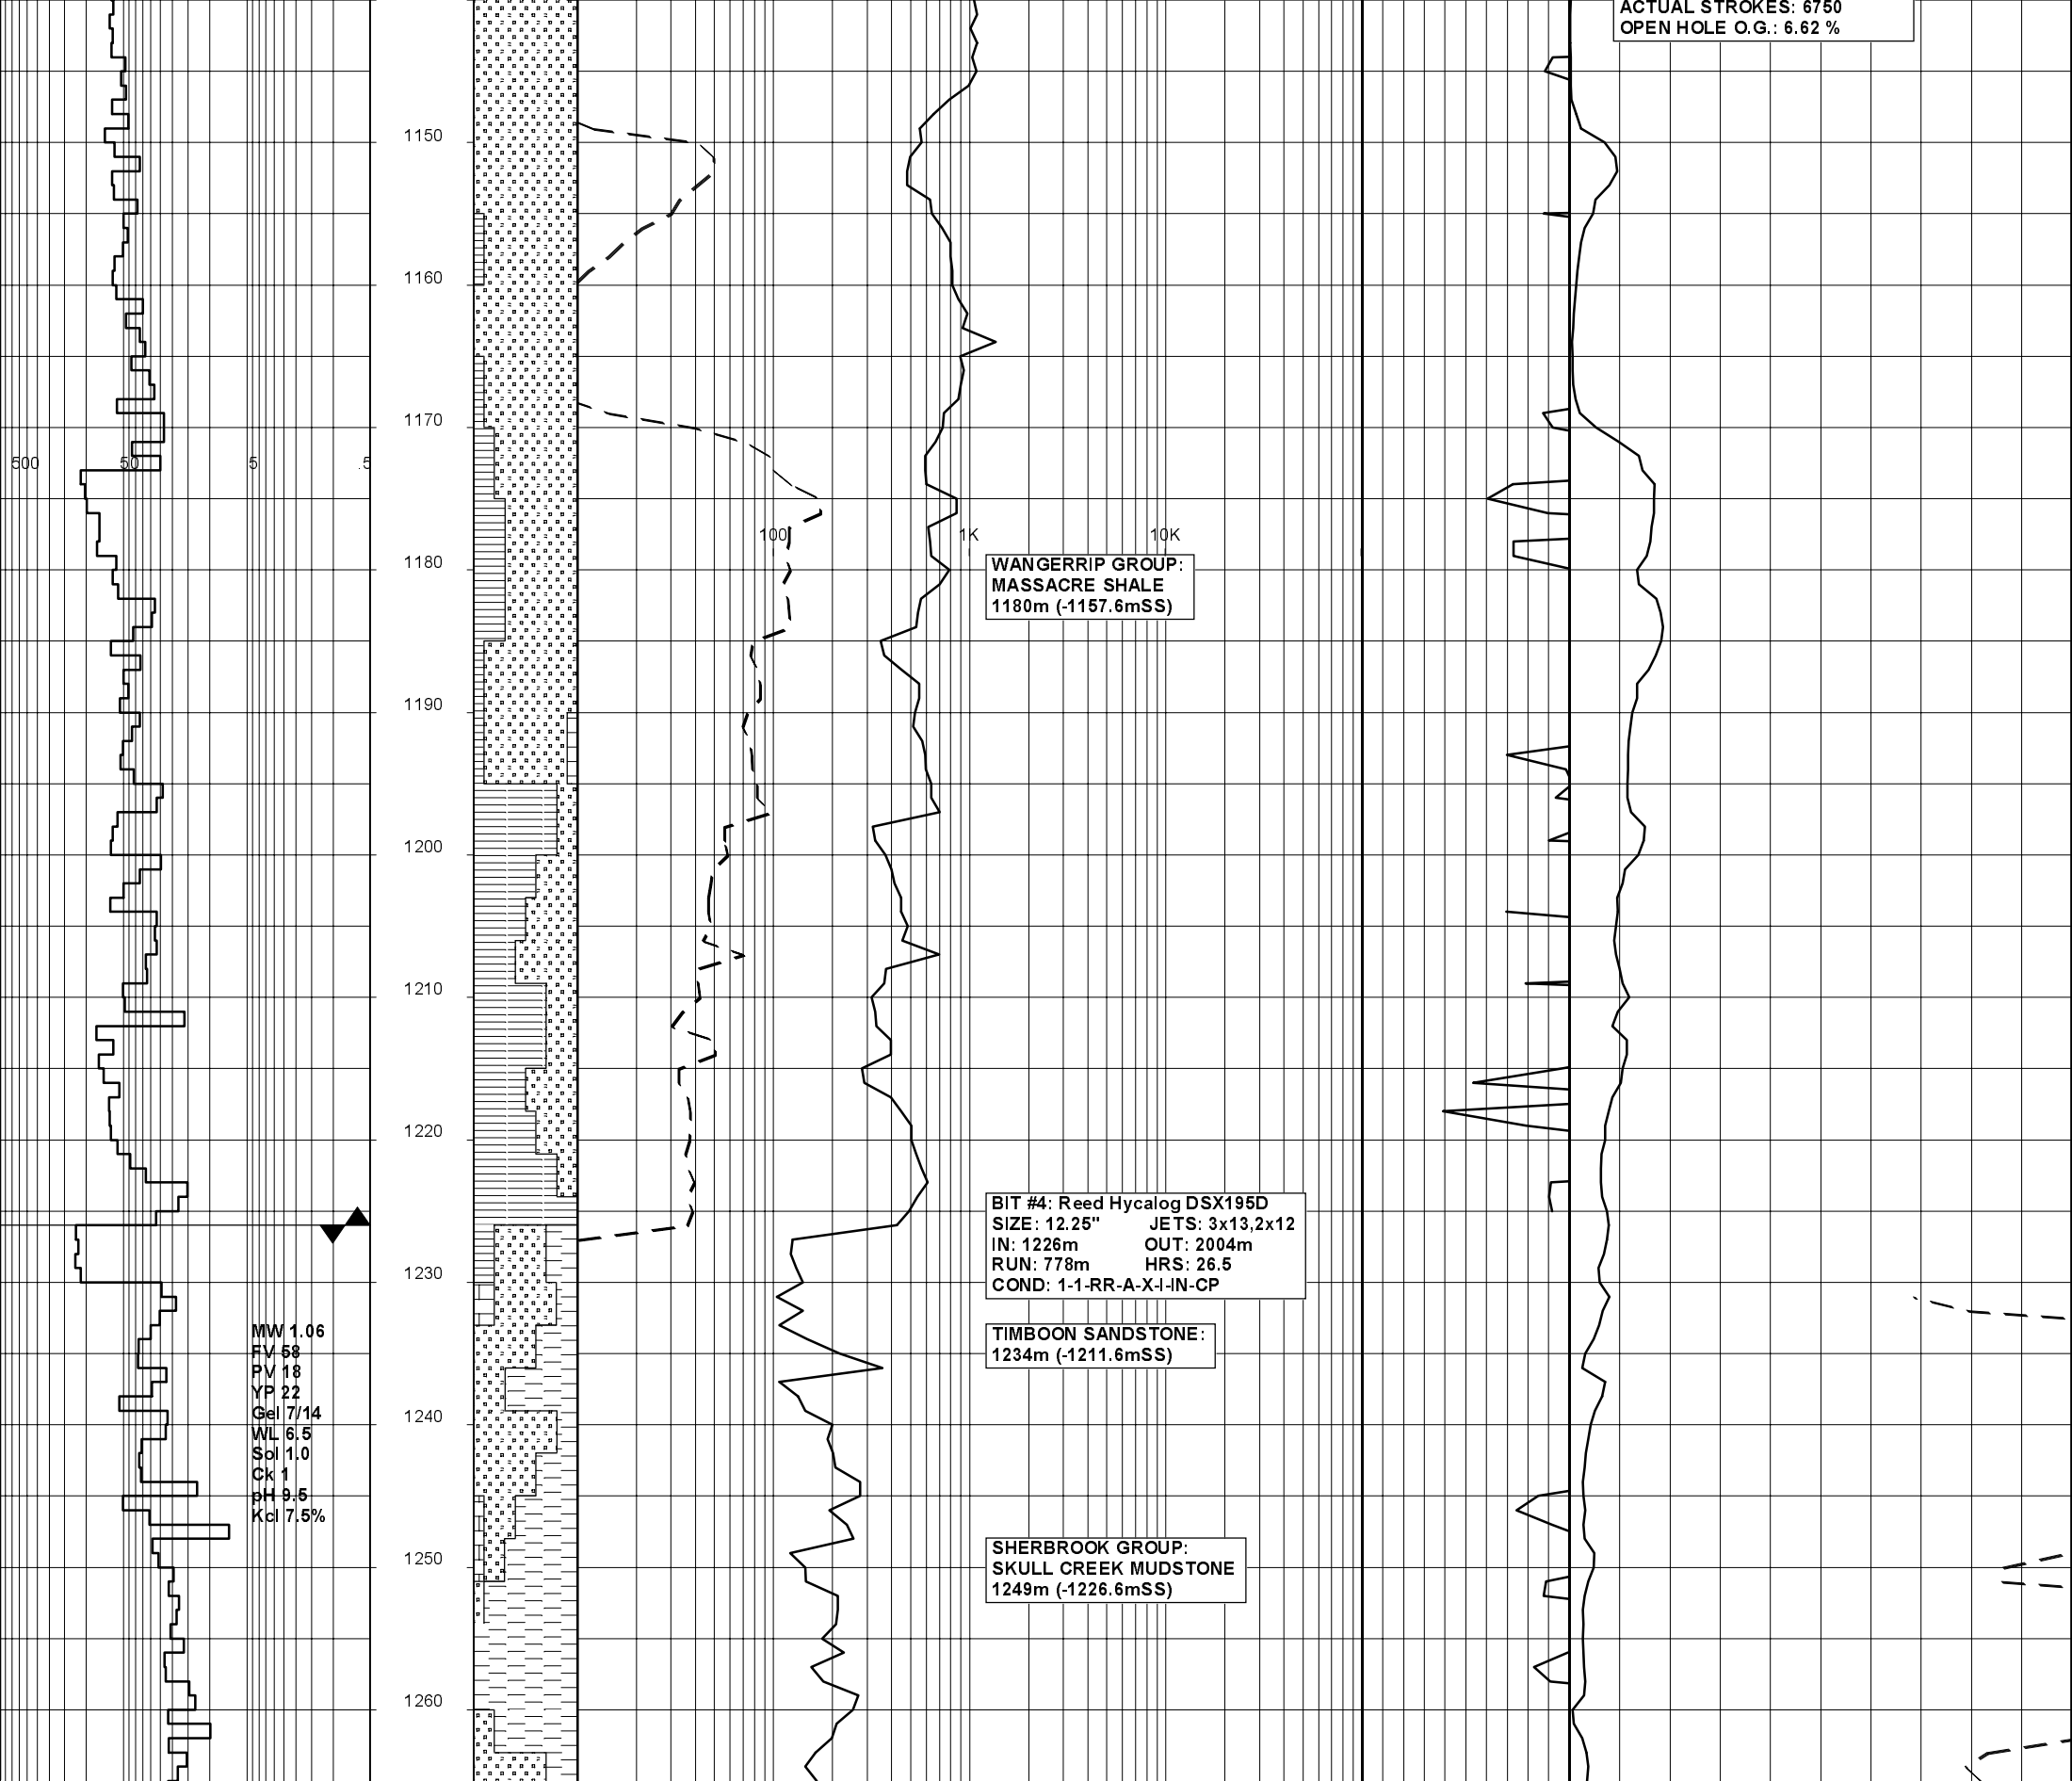 ACTUAL STROKES: 6750
OPEN HOLE O.G.: 6.62 %
1150
1160
1170
500 50 5 .5
100 1K 10K
WANGERRIP GROUP:
MASSACRE SHALE
1180m (-1157.6mSS)
1180
1190
1200
1210
1220
BIT #4: Reed Hycalog DSX195D
SIZE: 12.25" JETS: 3x13,2x12
IN: 1226m OUT: 2004m
RUN: 778m HRS: 26.5
COND: 1-1-RR-A-X-I-IN-CP
1230
TIMBOON SANDSTONE:
1234m (-1211.6mSS)
MW 1.06
FV 58
PV 18
YP 22
Gel 7/14
WL 6.5
Sol 1.0
Ck 1
pH 9.5
Kcl 7.5%
1240
1250
SHERBROOK GROUP:
SKULL CREEK MUDSTONE
1249m (-1226.6mSS)
1260